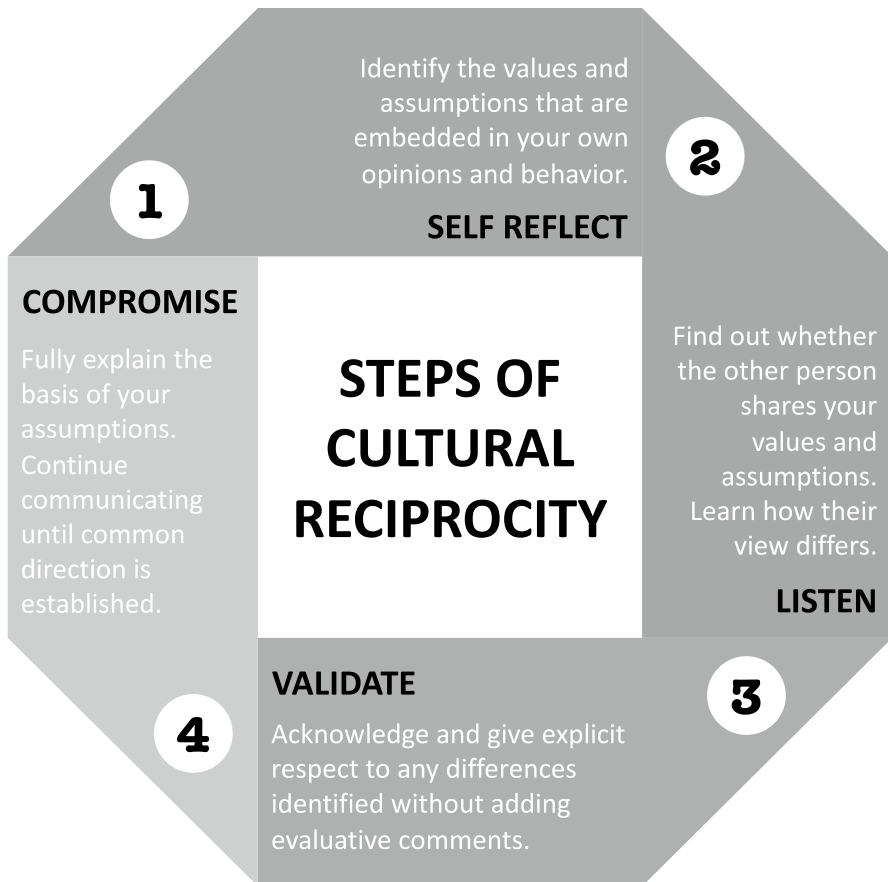 STEPS OF
CULTURAL
RECIPROCITY
1
Identify the values and
assumptions that are
embedded in your own
opinions and behavior.
SELF REFLECT
2
Find out whether
the other person
shares your
values and
assumptions.
Learn how their
view differs.
LISTEN
3
VALIDATE
Acknowledge and give explicit
respect to any differences
identified without adding
evaluative comments.
4
COMPROMISE
Fully explain the
basis of your
assumptions.
Continue
communicating
until common
direction is
established.